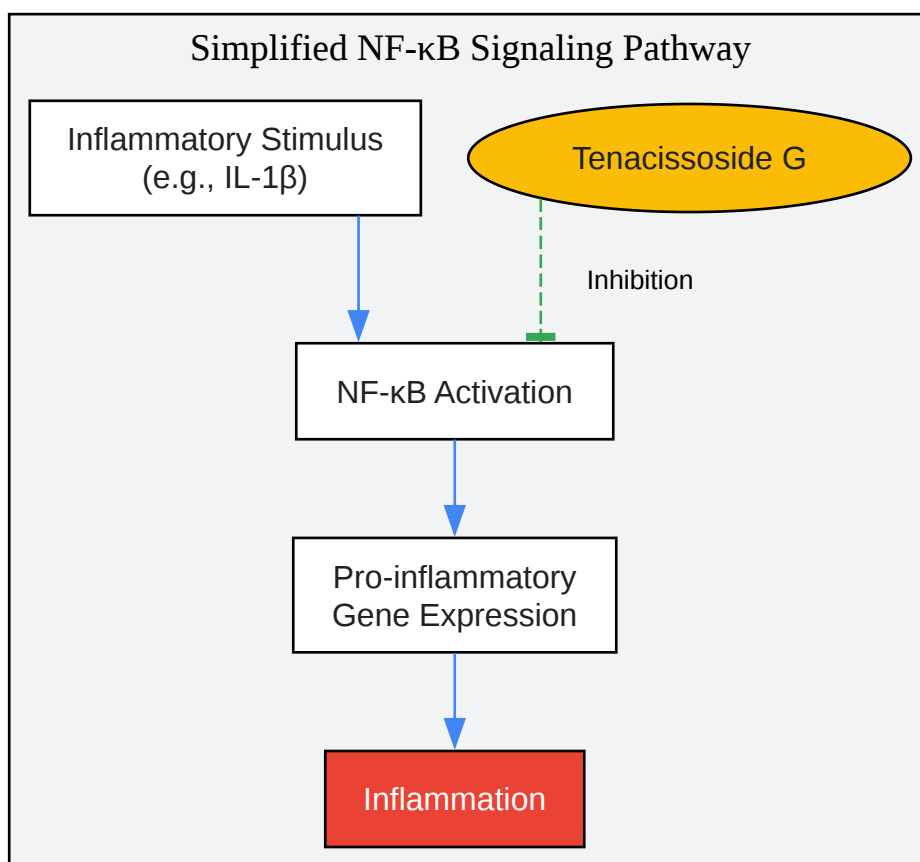 Simplified NF-κB Signaling Pathway
Inflammatory Stimulus
(e.g., IL-1β)
Tenacissoside G
Inhibition
NF-κB Activation
Pro-inflammatory
Gene Expression
Inflammation